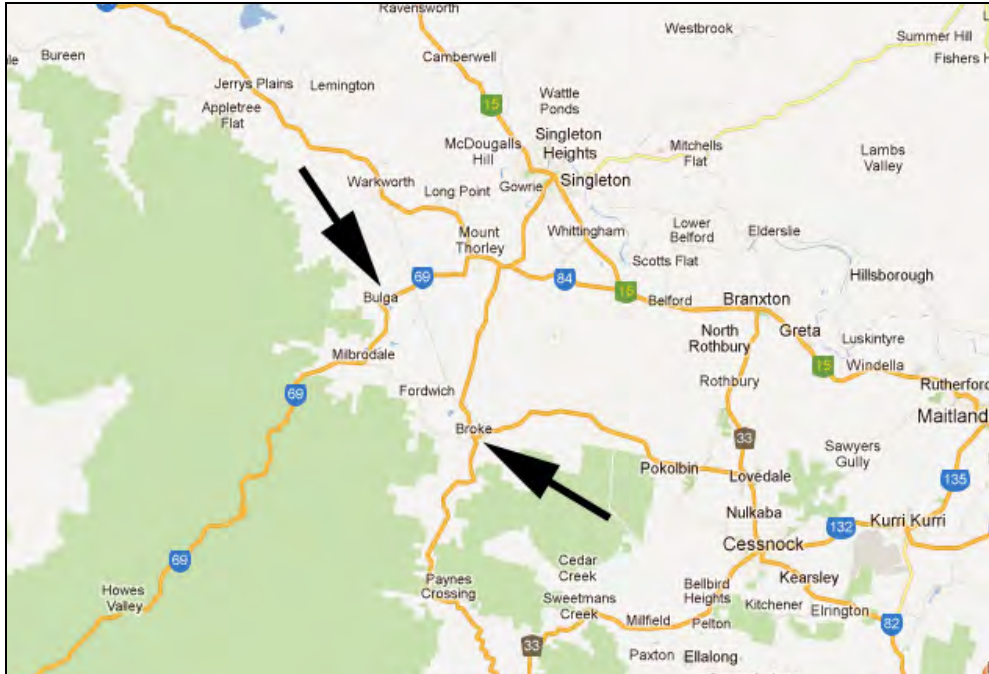 Ravensworth
Westbrook
Summer Hill
Bureen
Camberwell
Fishers H
Jerrys Plains
Lemington
Wattle
Ponds
Appletree
Flat
15
Singleton
Heights
McDougalls
Hill
Mitchells
Flat
Lambs
Valley
Warkworth
Long Point
Gowrie
Singleton
Mount
Thorley
Whittingham
Lower
Belford
Elderslie
Scotts Flat
69
84
15
Hillsborough
Bulga
Belford
Branxton
North
Rothbury
Greta
Luskintyre
Milbrodale
15
Windella
Fordwich
Rothbury
Rutherford
69
Maitland
Broke
33
Sawyers
Gully
Pokolbin
Lovedale
135
Nulkaba
132
Kurri Kurri
Cessnock
69
Cedar
Creek
Howes
Valley
Paynes
Crossing
Bellbird
Heights
Kearsley
Sweetmans
Creek
Kitchener
Elrington
Millfield
Pelton
82
33
Paxton
Ellalong